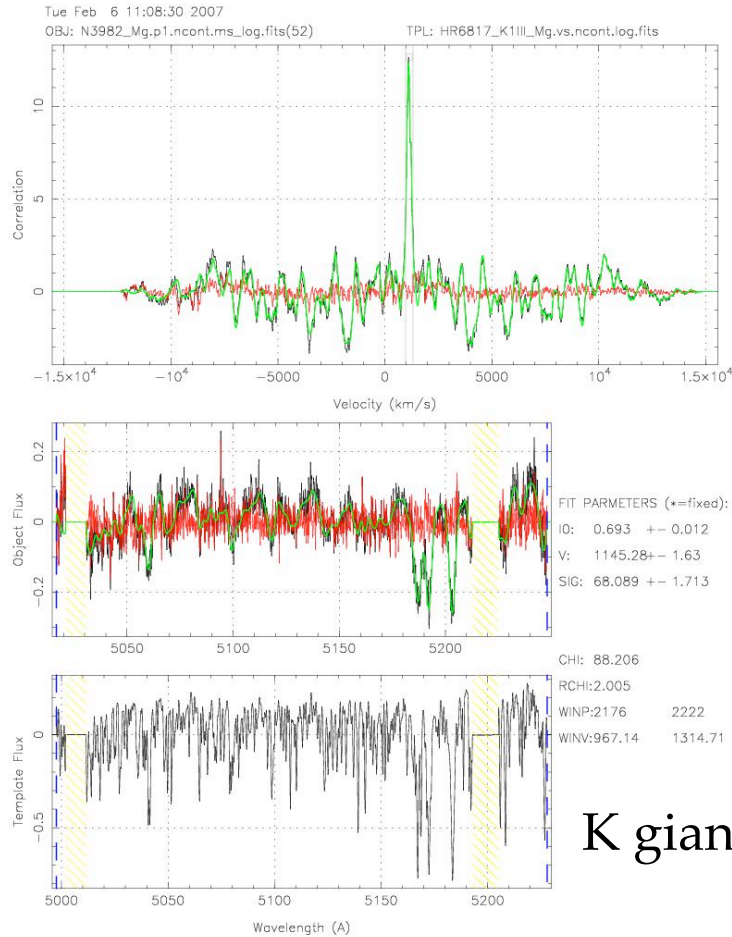 Tue Feb 6 11:08:30 2007
OBJ: N3982_Mg.p1.ncont.ms_log.fits(52) TPL: HR6817_K1III_Mg.vs.ncont.log.fits
Correlation
10
5
0
−1.5×10⁴ −10⁴ −5000 0 5000 10⁴ 1.5×10⁴
Velocity (km/s)
Object Flux
0.2
0
−0.2
5050 5100 5150 5200
FIT PARMETERS (*=fixed):
I0: 0.693 +− 0.012
V: 1145.28+− 1.63
SIG: 68.089 +− 1.713
CHI: 88.206
RCHI:2.005
WINP:2176 2222
WINV:967.14 1314.71
Template Flux
0
−0.5
5000 5050 5100 5150 5200
Wavelength (A)
K gian